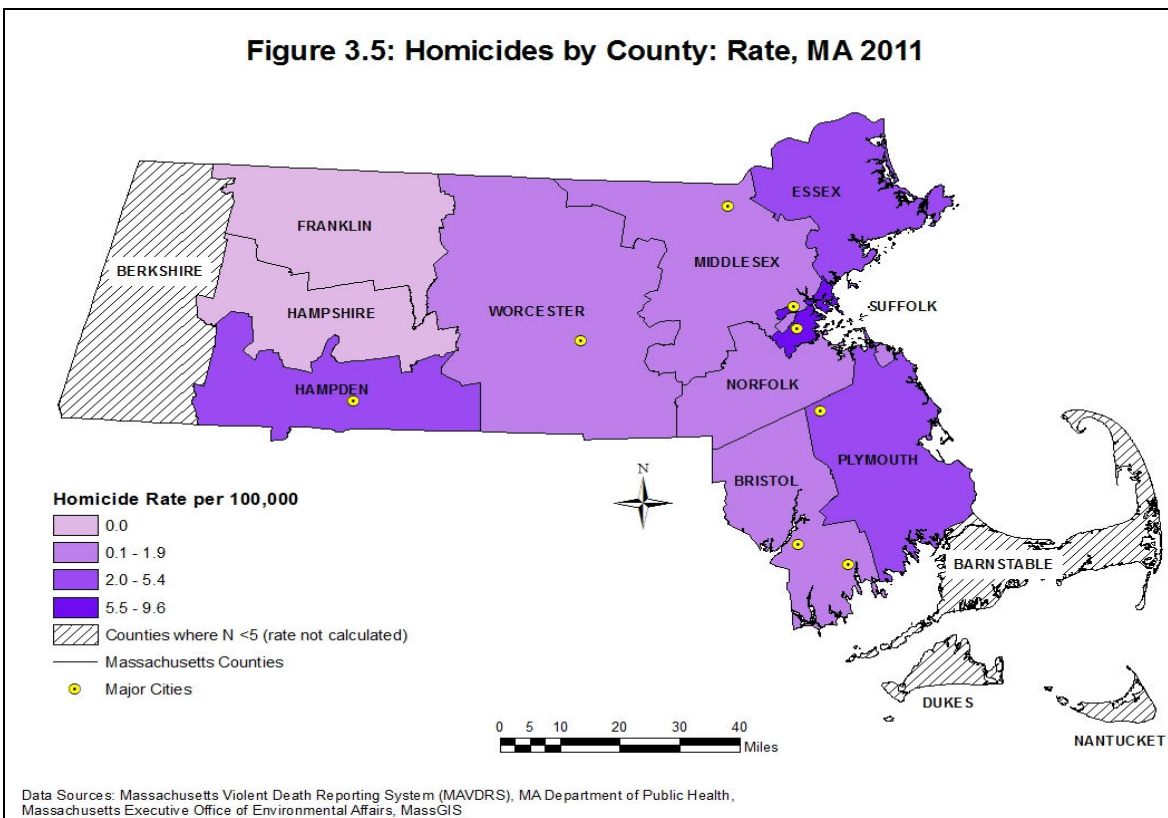 Figure 3.5: Homicides by County: Rate, MA 2011
ESSEX
FRANKLIN
BERKSHIRE
MIDDLESEX
HAMPSHIRE
WORCESTER
SUFFOLK
HAMPDEN
NORFOLK
PLYMOUTH
BRISTOL
N
BARNSTABLE
DUKES
NANTUCKET
Homicide Rate per 100,000
0.0
0.1 - 1.9
2.0 - 5.4
5.5 - 9.6
Counties where N <5 (rate not calculated)
Massachusetts Counties
Major Cities
0 5 10 20 30 40
Miles
Data Sources: Massachusetts Violent Death Reporting System (MAVDRS), MA Department of Public Health,
Massachusetts Executive Office of Environmental Affairs, MassGIS